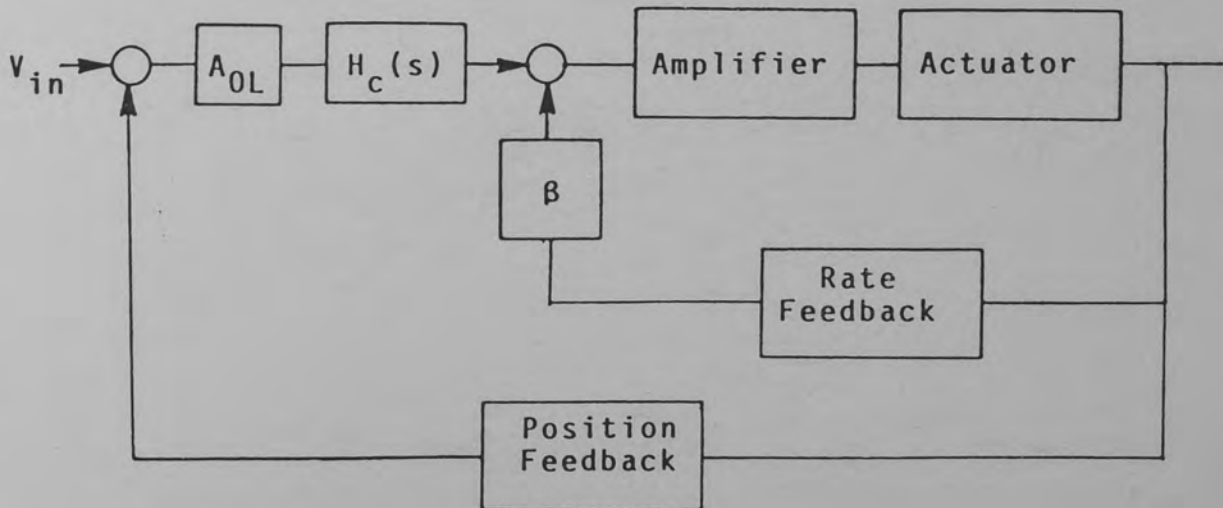 V_in
A_OL
H_c(s)
Amplifier
Actuator
β
Rate
Feedback
Position
Feedback